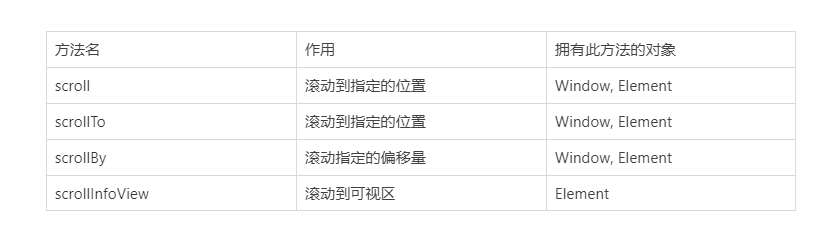 方法名 作用 拥有此方法的对象
scroll 滚动到指定的位置 Window, Element
scrollTo 滚动到指定的位置 Window, Element
scrollBy 滚动指定的偏移量 Window, Element
scrollInfoView 滚动到可视区 Element